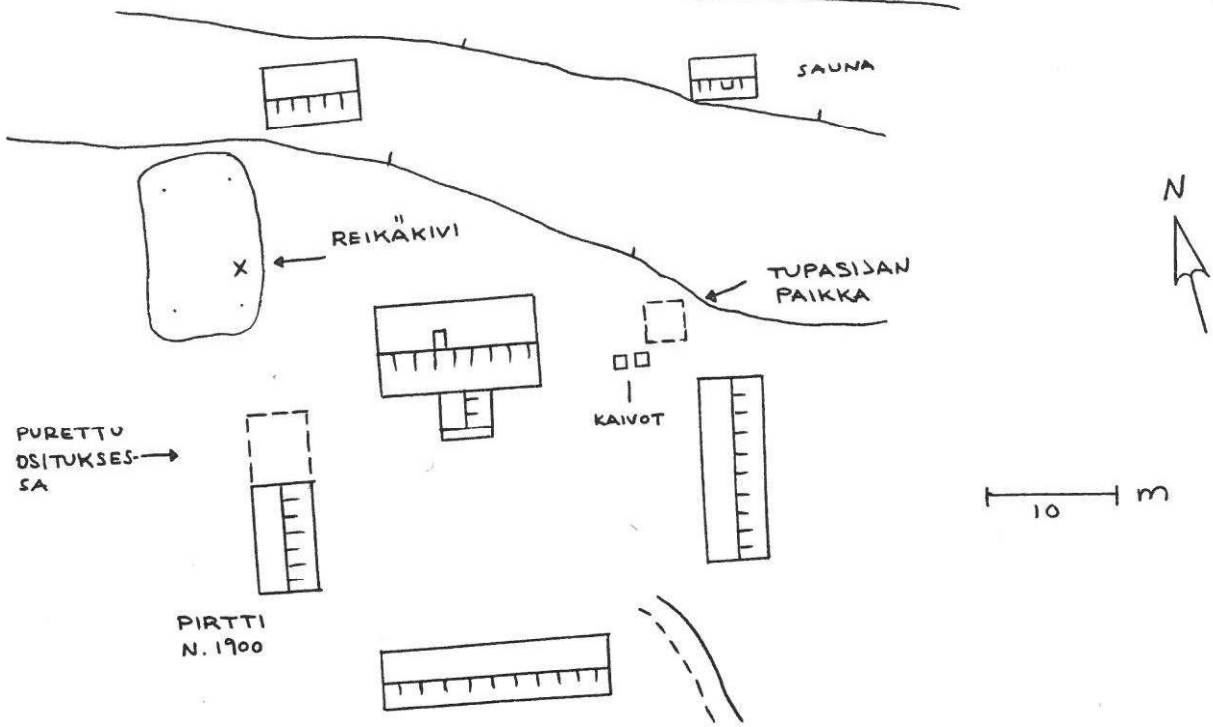 SAUNA
N
REIKÄKIVI
TUPASIJAN
PAIKKA
KAIVOT
PURETTU
OSITUKSES-
SA
10 m
PIRTTI
N. 1900